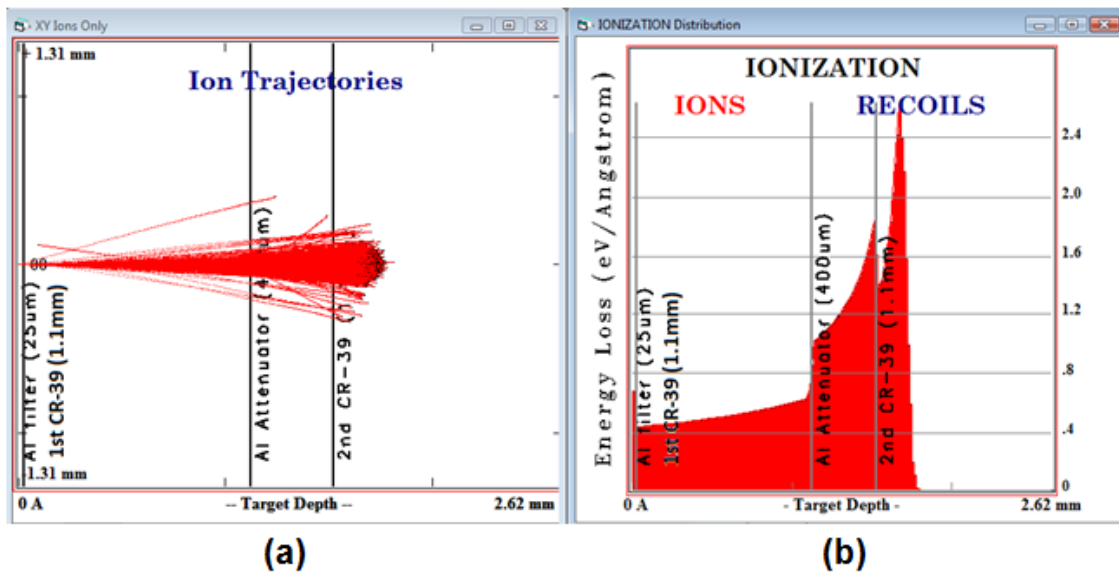 XY Ions Only
+ 1.31 mm
Ion Trajectories
Al filter (25um)
1st CR-39 (1.1mm)
2nd CR-39 (1
-1.31 mm
0 A
-- Target Depth --
2.62 mm
(a)
IONIZATION Distribution
IONIZATION
IONS
RECOILS
Energy Loss (eV/Angstrom)
Al filter (25um)
1st CR-39 (1.1mm)
Al Attenuator (400um)
2nd CR-39 (1.1mm)
2.4
2.0
1.6
1.2
.8
.4
0
0 A
- Target Depth -
2.62 mm
(b)